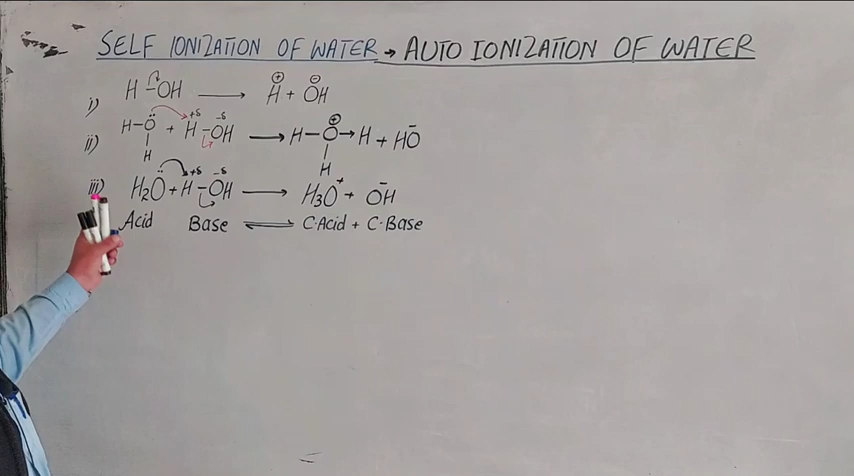 SELF IONIZATION OF WATER → AUTO IONIZATION OF WATER
i) H-OH → H⊕ + OH⊖
ii) H-Ö + H-OH → H-O→H + HO⁻
+δ -δ ⊕
H H
iii) H₂Ö + H-OH → H₃O⁺ + OH⁻
+δ -δ
Acid Base ⇌ C.Acid + C.Base